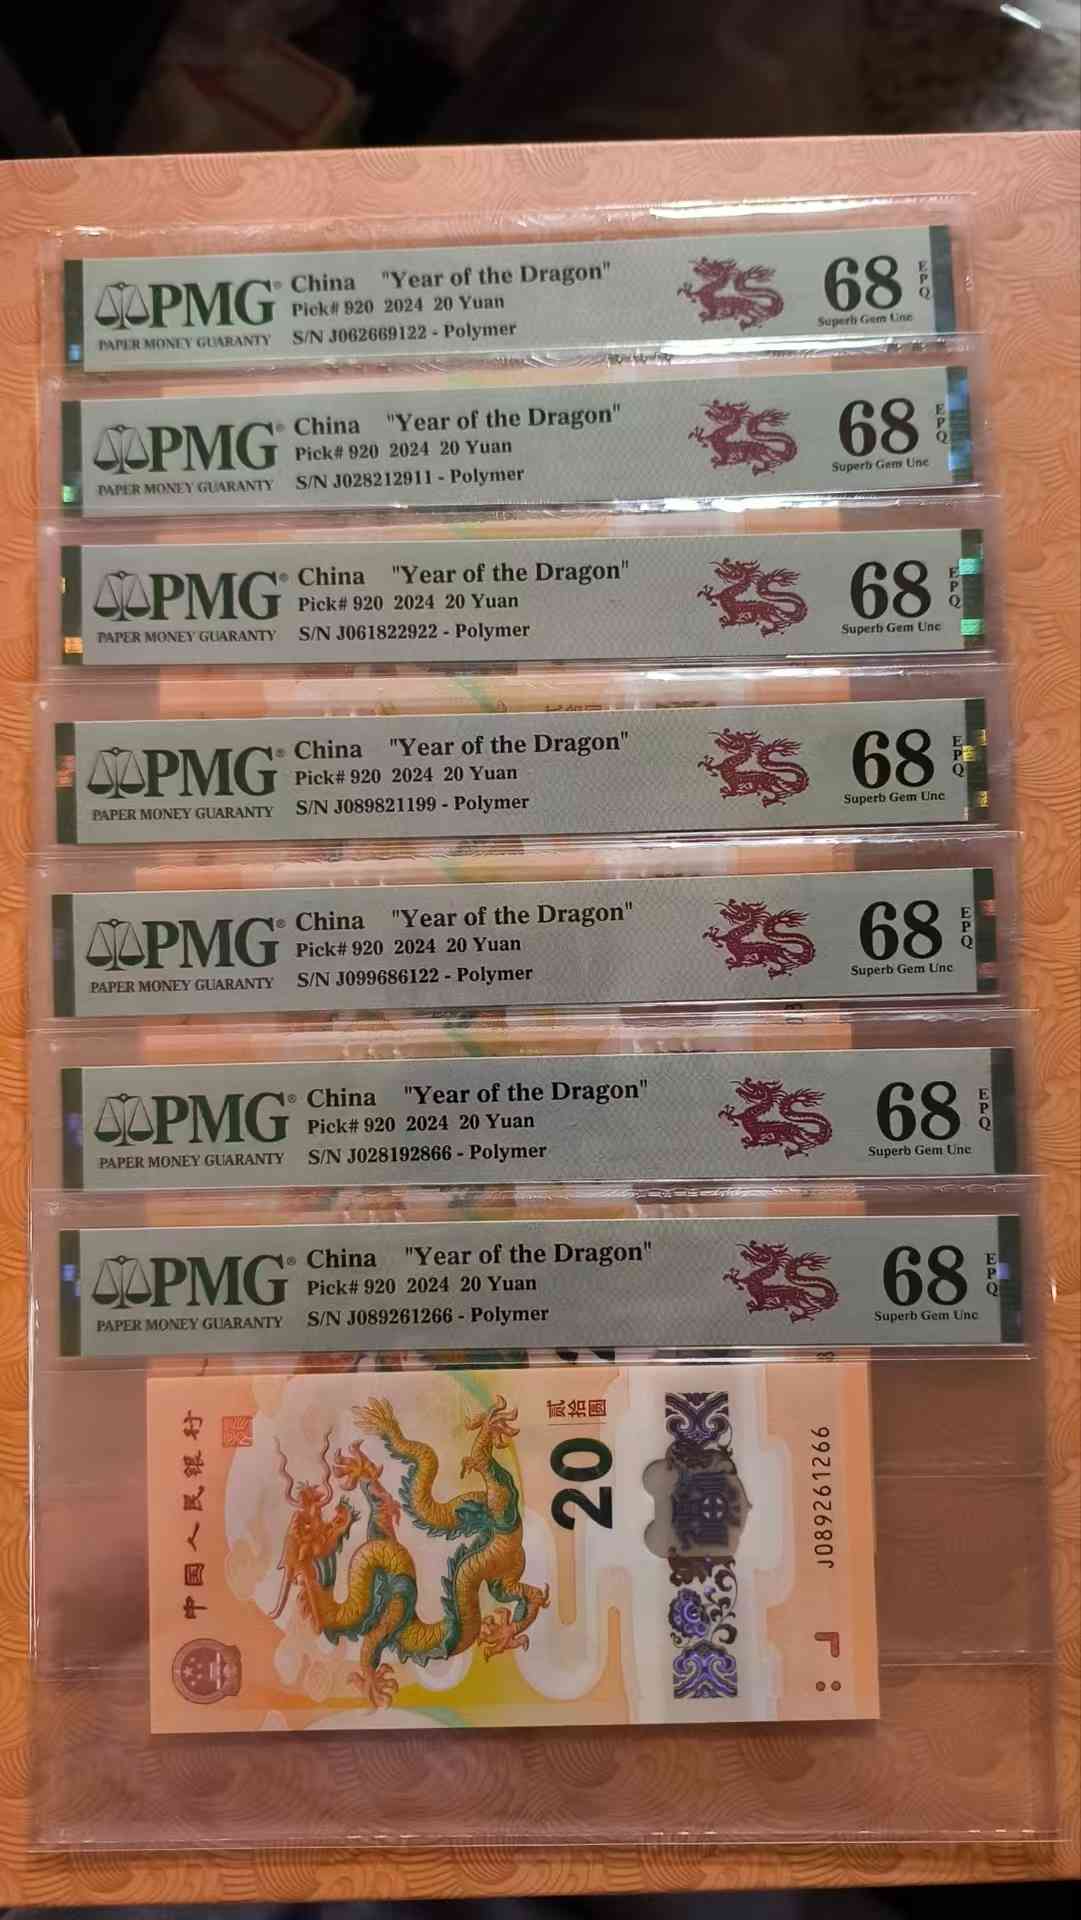 PMG® China "Year of the Dragon" 68 EPQ
Pick# 920 2024 20 Yuan Superb Gem Unc
PAPER MONEY GUARANTY S/N J062669122 - Polymer
PMG® China "Year of the Dragon" 68 EPQ
Pick# 920 2024 20 Yuan Superb Gem Unc
PAPER MONEY GUARANTY S/N J028212911 - Polymer
PMG® China "Year of the Dragon" 68 EPQ
Pick# 920 2024 20 Yuan Superb Gem Unc
PAPER MONEY GUARANTY S/N J061822922 - Polymer
PMG® China "Year of the Dragon" 68 EPQ
Pick# 920 2024 20 Yuan Superb Gem Unc
PAPER MONEY GUARANTY S/N J089821199 - Polymer
PMG® China "Year of the Dragon" 68 EPQ
Pick# 920 2024 20 Yuan Superb Gem Unc
PAPER MONEY GUARANTY S/N J099686122 - Polymer
PMG® China "Year of the Dragon" 68 EPQ
Pick# 920 2024 20 Yuan Superb Gem Unc
PAPER MONEY GUARANTY S/N J028192866 - Polymer
PMG® China "Year of the Dragon" 68 EPQ
Pick# 920 2024 20 Yuan Superb Gem Unc
PAPER MONEY GUARANTY S/N J089261266 - Polymer
中国人民银行
贰拾圆
20
J089261266